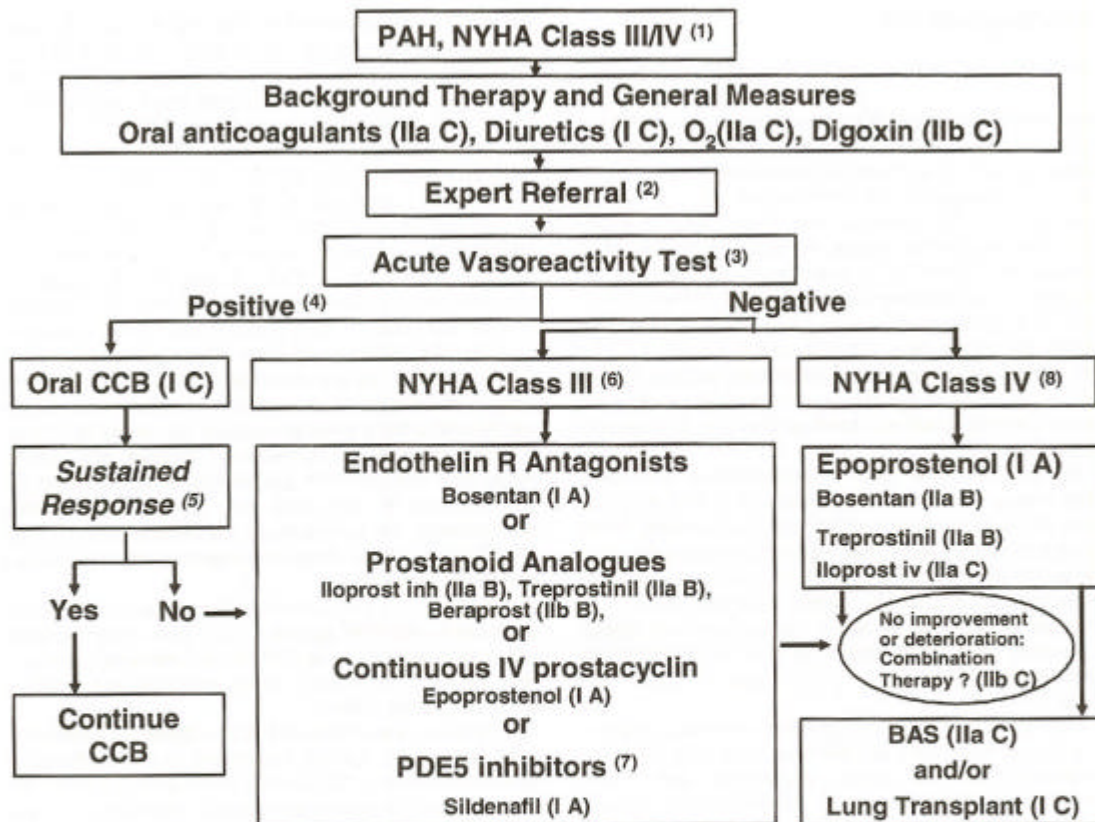 PAH, NYHA Class III/IV (1)
Background Therapy and General Measures
Oral anticoagulants (IIa C), Diuretics (I C), O₂(IIa C), Digoxin (IIb C)
Expert Referral (2)
Acute Vasoreactivity Test (3)
Positive (4)
Negative
Oral CCB (I C)
NYHA Class III (6)
NYHA Class IV (8)
Sustained
Response (5)
Yes
No
Continue
CCB
Endothelin R Antagonists
Bosentan (I A)
or
Prostanoid Analogues
Iloprost inh (IIa B), Treprostinil (IIa B),
Beraprost (IIb B),
or
Continuous IV prostacyclin
Epoprostenol (I A)
or
PDE5 inhibitors (7)
Sildenafil (I A)
Epoprostenol (I A)
Bosentan (IIa B)
Treprostinil (IIa B)
Iloprost iv (IIa C)
No improvement
or deterioration:
Combination
Therapy ? (IIb C)
BAS (IIa C)
and/or
Lung Transplant (I C)